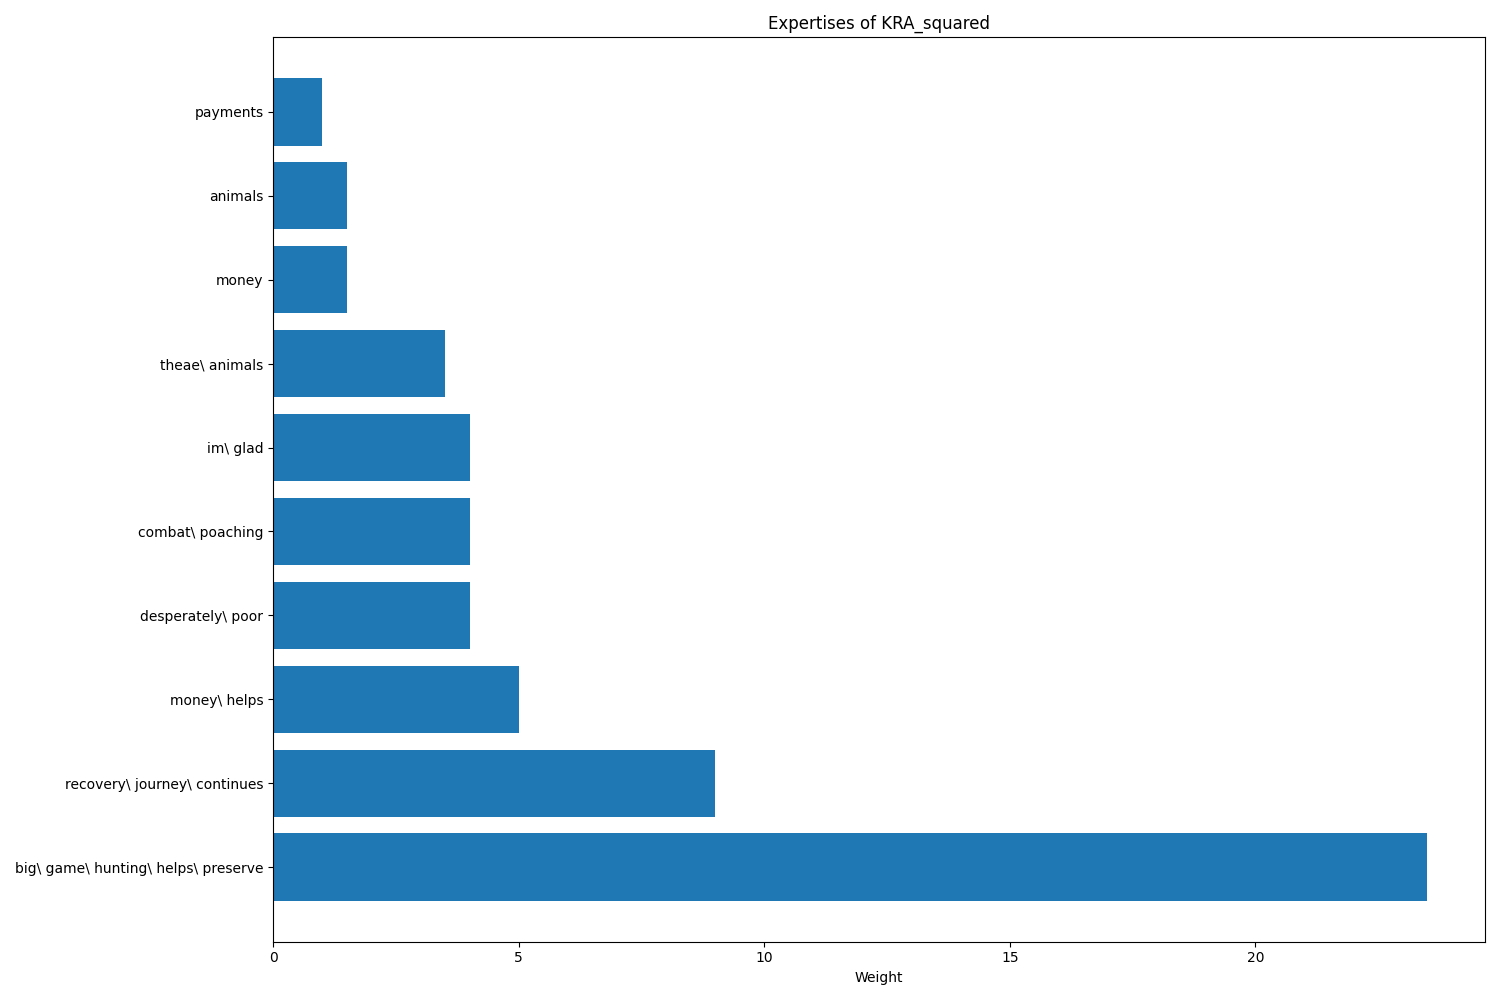 Expertises of KRA_squared
payments
animals
money
theae\ animals
im\ glad
combat\ poaching
desperately\ poor
money\ helps
recovery\ journey\ continues
big\ game\ hunting\ helps\ preserve
0 5 10 15 20
Weight